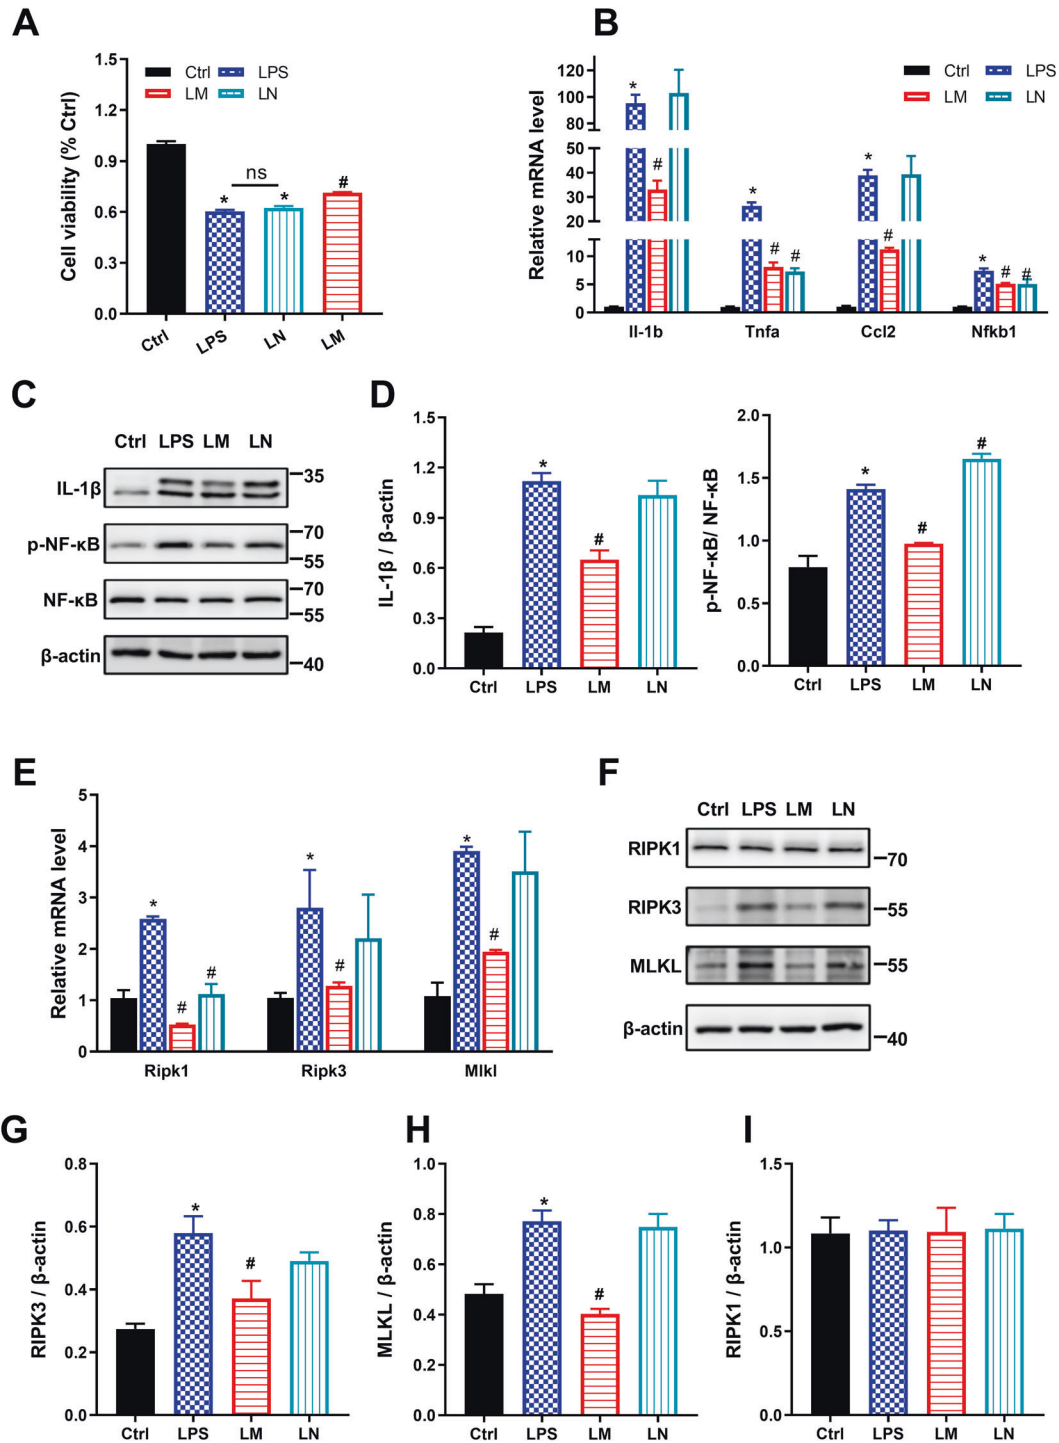 A
Cell viability (% Ctrl)
1.5
1.2
0.9
0.6
0.3
0.0
Ctrl LPS
LM LN
ns
* * #
Ctrl LPS LN LM
B
Relative mRNA level
120
100
80
50
40
30
20
10
5
0
Ctrl LPS
LM LN
* #
* # #
* #
* # #
Il-1b Tnfa Ccl2 Nfkb1
C
Ctrl LPS LM LN
IL-1β 35
p-NF-κB 70
55
NF-κB 70
55
β-actin 40
D
IL-1β / β-actin
1.5
1.2
0.9
0.6
0.3
0.0
* #
Ctrl LPS LM LN
p-NF-κB/ NF-κB
2.0
1.5
1.0
0.5
0.0
* # #
Ctrl LPS LM LN
E
Relative mRNA level
5
4
3
2
1
0
* # #
* #
* #
Ripk1 Ripk3 Mlkl
F
Ctrl LPS LM LN
RIPK1 70
RIPK3 55
MLKL 55
β-actin 40
G
RIPK3 / β-actin
0.8
0.6
0.4
0.2
0.0
* #
Ctrl LPS LM LN
H
MLKL / β-actin
1.0
0.8
0.6
0.4
0.2
0.0
* #
Ctrl LPS LM LN
I
RIPK1 / β-actin
1.5
1.0
0.5
0.0
Ctrl LPS LM LN